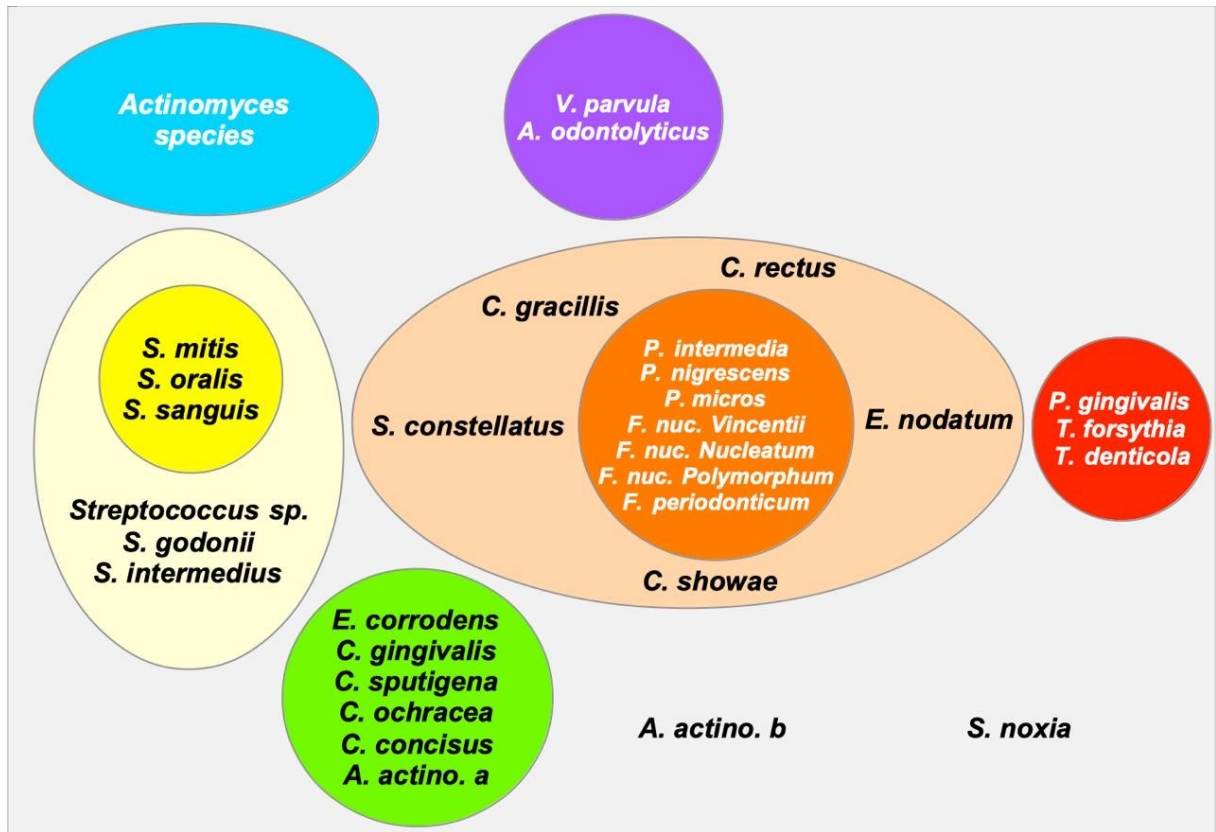 Actinomyces
species
V. parvula
A. odontolyticus
C. rectus
C. gracillis
S. mitis
S. oralis
S. sanguis
P. intermedia
P. nigrescens
P. micros
F. nuc. Vincentii
F. nuc. Nucleatum
F. nuc. Polymorphum
F. periodonticum
S. constellatus
E. nodatum
P. gingivalis
T. forsythia
T. denticola
Streptococcus sp.
S. godonii
S. intermedius
C. showae
E. corrodens
C. gingivalis
C. sputigena
C. ochracea
C. concisus
A. actino. a
A. actino. b
S. noxia